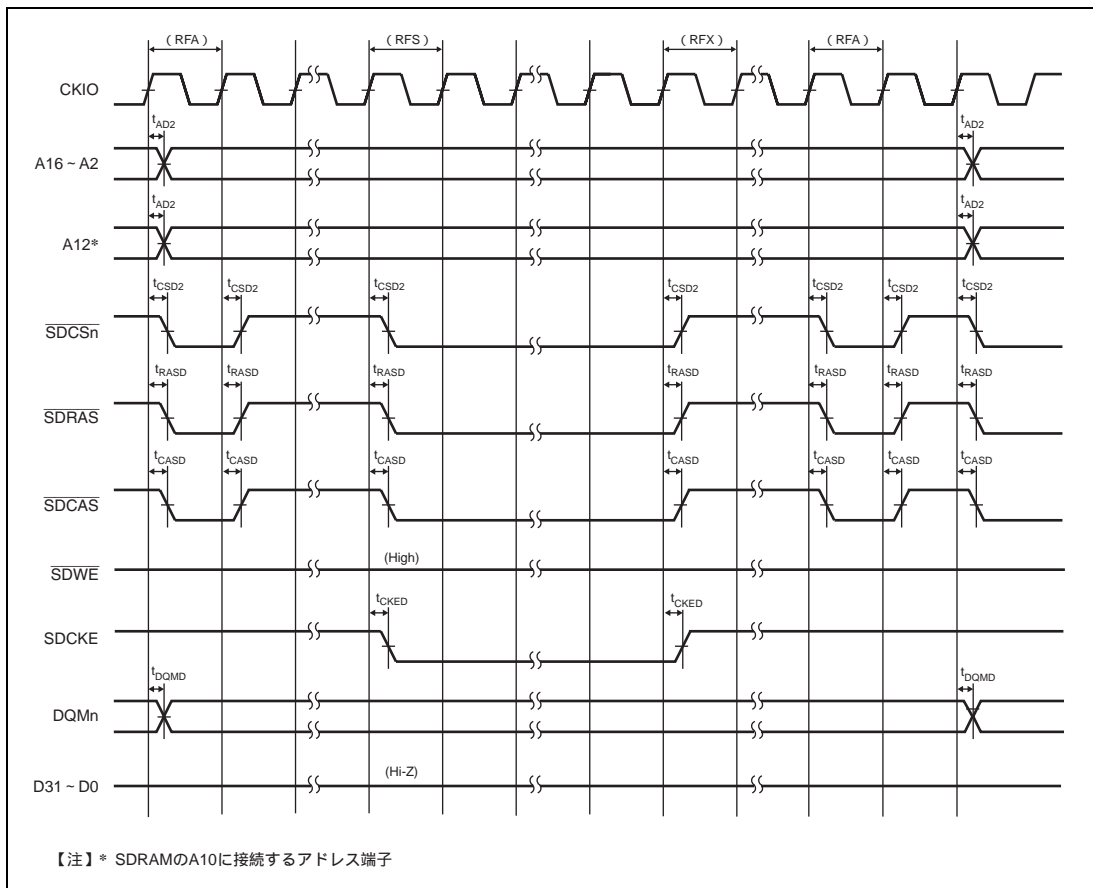 (RFA) (RFS) (RFX) (RFA)
CKIO
tAD2 tAD2
A16 ~ A2
tAD2 tAD2
A12*
tCSD2 tCSD2 tCSD2 tCSD2 tCSD2 tCSD2 tCSD2
SDCSn
tRASD tRASD tRASD tRASD tRASD tRASD tRASD
SDRAS
tCASD tCASD tCASD tCASD tCASD tCASD tCASD
SDCAS
(High)
SDWE
tCKED tCKED
SDCKE
tDQMD tDQMD
DQMn
(Hi-Z)
D31 ~ D0
【注】* SDRAMのA10に接続するアドレス端子